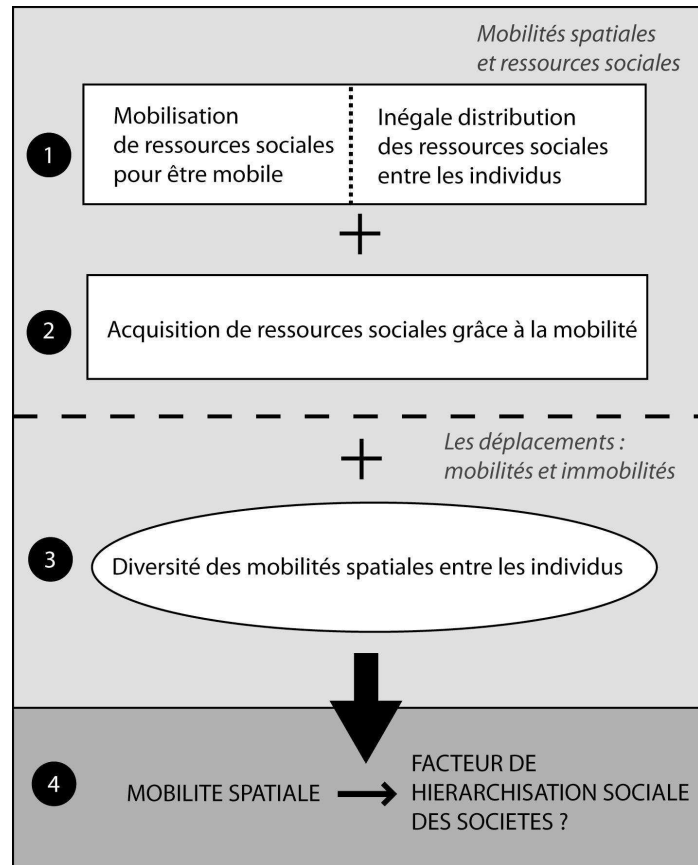 Mobilités spatiales
et ressources sociales
1
Mobilisation
de ressources sociales
pour être mobile
Inégale distribution
des ressources sociales
entre les individus
+
2
Acquisition de ressources sociales grâce à la mobilité
+
Les déplacements :
mobilités et immobilités
3
Diversité des mobilités spatiales entre les individus
4
MOBILITE SPATIALE
FACTEUR DE
HIERARCHISATION SOCIALE
DES SOCIETES ?